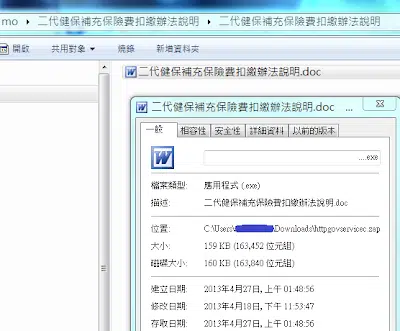 mo ▸ 二代健保補充保險費扣繳辦法說明 ▸ 二代健保補充保險費扣繳辦法說明
開啟 共用對象 ▾ 燒錄 新增資料夾
二代健保補充保險費扣繳辦法說明.doc
二代健保補充保險費扣繳辦法說明.doc ...
一般 相容性 安全性 詳細資料 以前的版本
....exe
檔案類型: 應用程式 (.exe)
描述: 二代健保補充保險費扣繳辦法說明.doc
位置: C:\Users\ \Downloads\httpgovservicec.zap
大小: 159 KB (163,452 位元組)
磁碟大小: 160 KB (163,840 位元組)
建立日期: 2013年4月27日, 上午 01:48:56
修改日期: 2013年4月18日, 下午 11:53:47
存取日期: 2013年4月27日, 上午 01:48:56